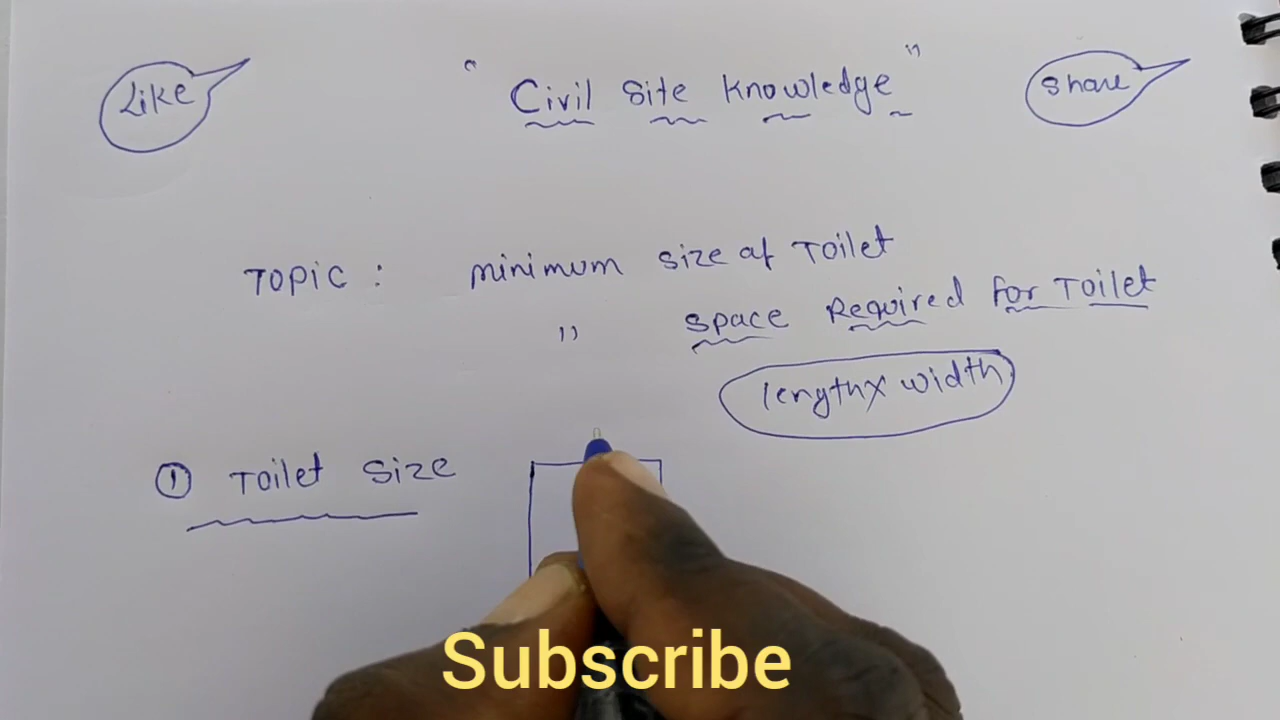 Like
" Civil Site Knowledge "
Share
Topic : minimum size of Toilet
" space Required for Toilet
length x width
① Toilet Size
Subscribe